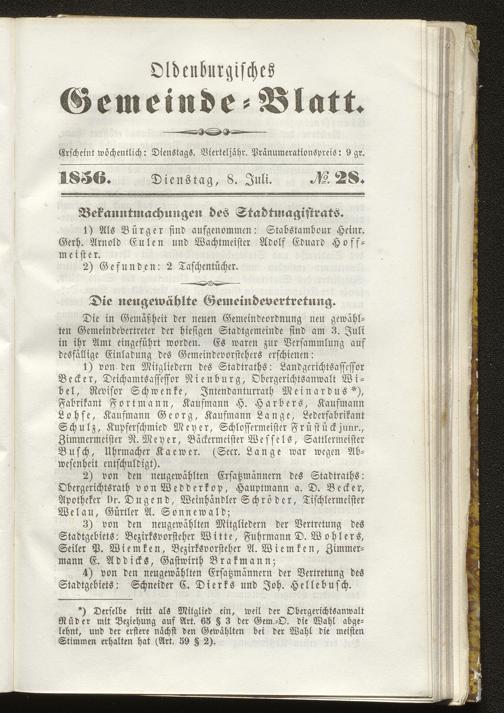 Oldenburgisches
Gemeinde-Blatt.
Erscheint wöchentlich: Dienstags. Vierteljähr. Pränumerationspreis: 9 gr.
1856. Dienstag, 8. Juli. №. 28.
Bekanntmachungen des Stadtmagistrats.
1) Als Bürger sind aufgenommen: Stabstambour Heinr.
Gerh. Arnold Eulen und Wachtmeister Adolf Eduard Hoff-
meister.
2) Gefunden: 2 Taschentücher.
Die neugewählte Gemeindevertretung.
Die in Gemäßheit der neuen Gemeindeordnung neu gewähl-
ten Gemeindevertreter der hiesigen Stadtgemeinde sind am 3. Juli
in ihr Amt eingeführt worden. Es waren zur Versammlung auf
desfällige Einladung des Gemeindevorstehers erschienen:
1) von den Mitgliedern des Stadtraths: Landgerichtsassessor
Becker, Deichamtsassessor Nienburg, Obergerichtsanwalt Wi-
bel, Revisor Schwenke, Intendanturrath Meinardus*),
Fabrikant Fortmann, Kaufmann H. Harbers, Kaufmann
Lohse, Kaufmann Georg, Kaufmann Lange, Lederfabrikant
Schulz, Kupferschmied Meyer, Schlossermeister Früstück junr.,
Zimmermeister N. Meyer, Bäckermeister Wessels, Sattlermeister
Busch, Uhrmacher Kaewer. (Secr. Lange war wegen Ab-
wesenheit entschuldigt).
2) von den neugewählten Ersatzmännern des Stadtraths:
Obergerichtsrath von Wedderkop, Hauptmann a. D. Becker,
Apotheker Dr. Dugend, Weinhändler Schröder, Tischlermeister
Welau, Gürtler A. Sonnewald;
3) von den neugewählten Mitgliedern der Vertretung des
Stadtgebiets: Bezirksvorsteher Witte, Fuhrmann D. Wohlers,
Seiler P. Wiemken, Bezirksvorsteher A. Wiemken, Zimmer-
mann E. Addicks, Gastwirth Brakmann;
4) von den neugewählten Ersatzmännern der Vertretung des
Stadtgebiets: Schneider C. Dierks und Joh. Hellebusch.
*) Derselbe tritt als Mitglied ein, weil der Obergerichtsanwalt
Rüder mit Beziehung auf Art. 65 § 3 der Gem.-O. die Wahl abge-
lehnt, und der erstere nächst den Gewählten bei der Wahl die meisten
Stimmen erhalten hat (Art. 59 § 2).